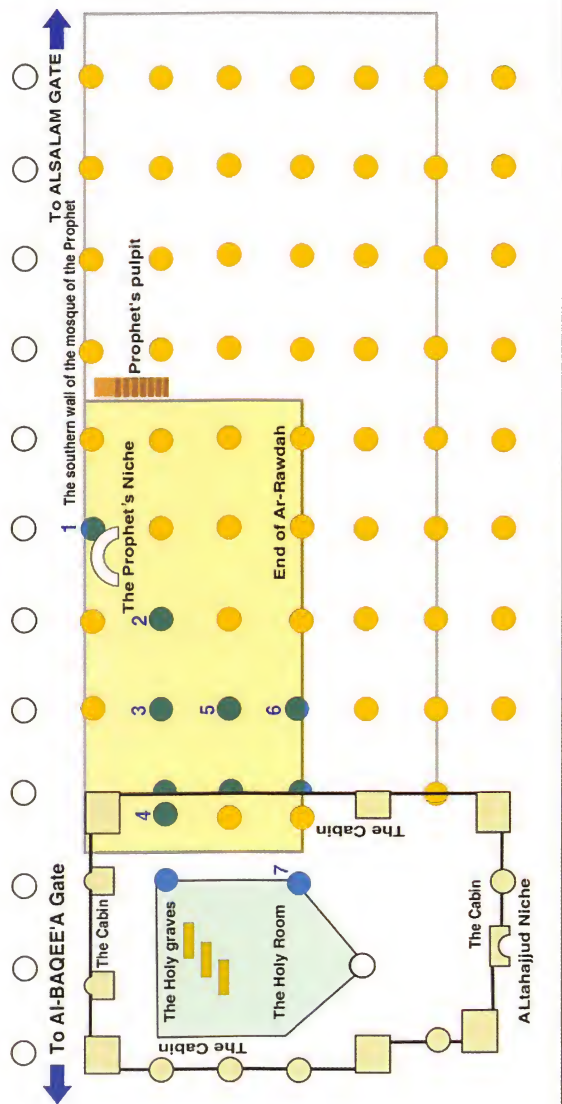 To Al-BAQEE'A Gate
To ALSALAM GATE
The southern wall of the mosque of the Prophet
1
The Prophet's Niche
Prophet's pulpit
2
3
4
5
6
End of Ar-Rawdah
The Cabin
The Holy graves
The Holy Room
7
The Cabin
The Cabin
The Cabin
ALtahajjud Niche